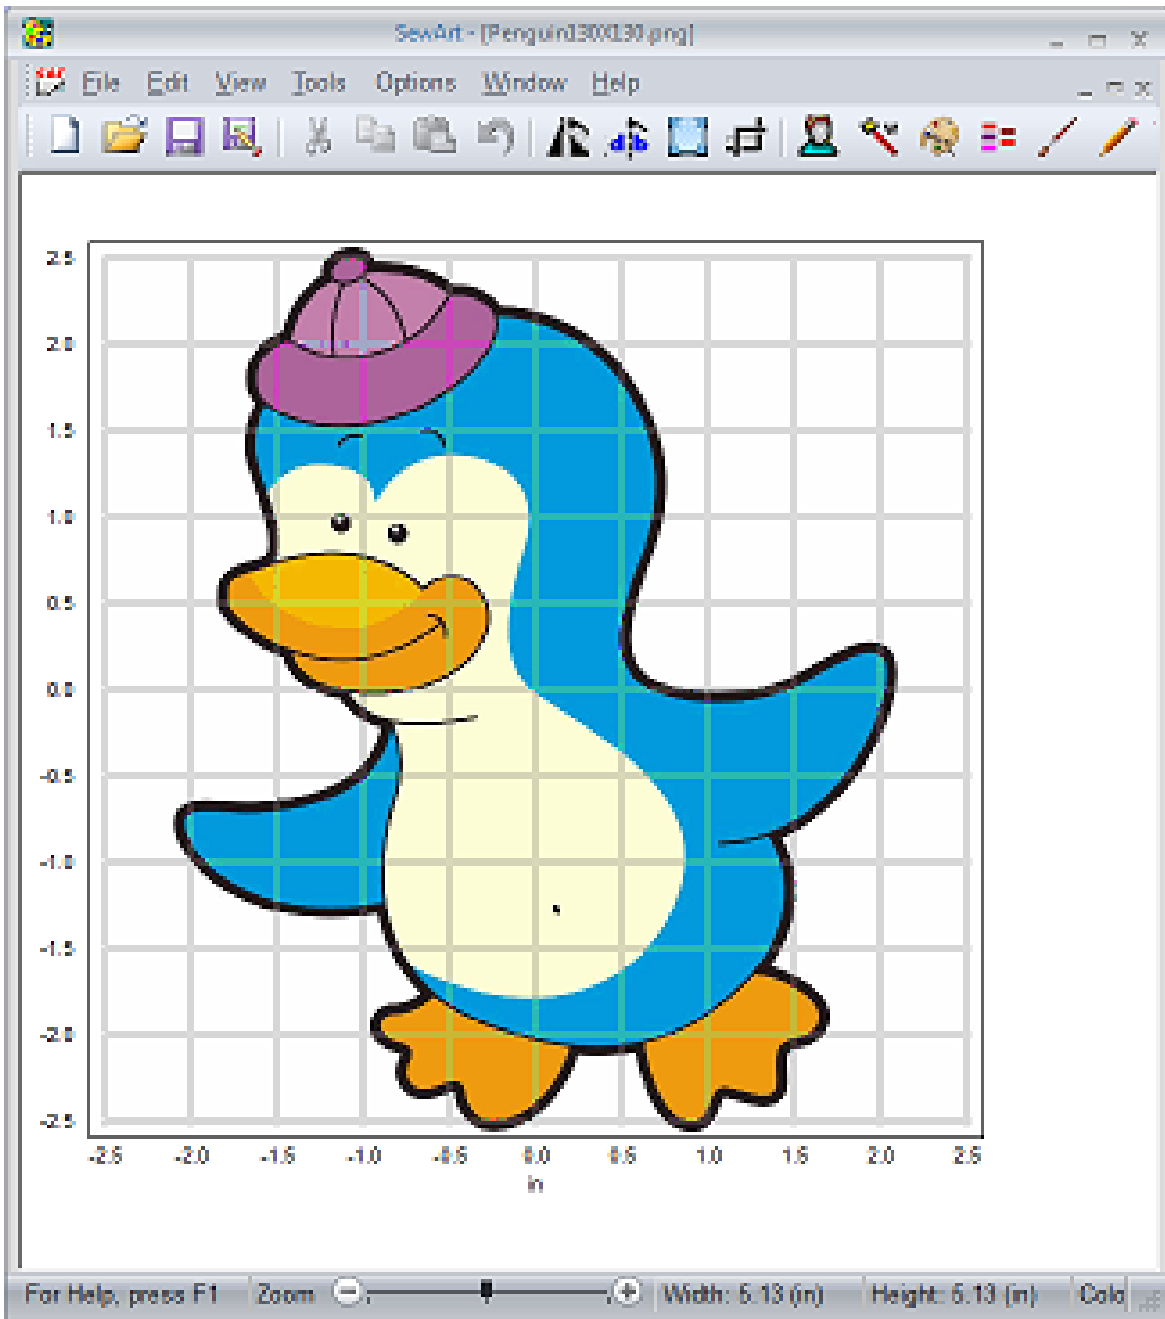 SewArt - [Penguin130X130.png]
File Edit View Tools Options Window Help
2.5
2.0
1.5
1.0
0.5
0.0
-0.5
-1.0
-1.5
-2.0
-2.5
-2.5 -2.0 -1.5 -1.0 -0.5 0.0 0.5 1.0 1.5 2.0 2.5
in
For Help, press F1 Zoom Width: 5.13 (in) Height: 5.13 (in) Colo